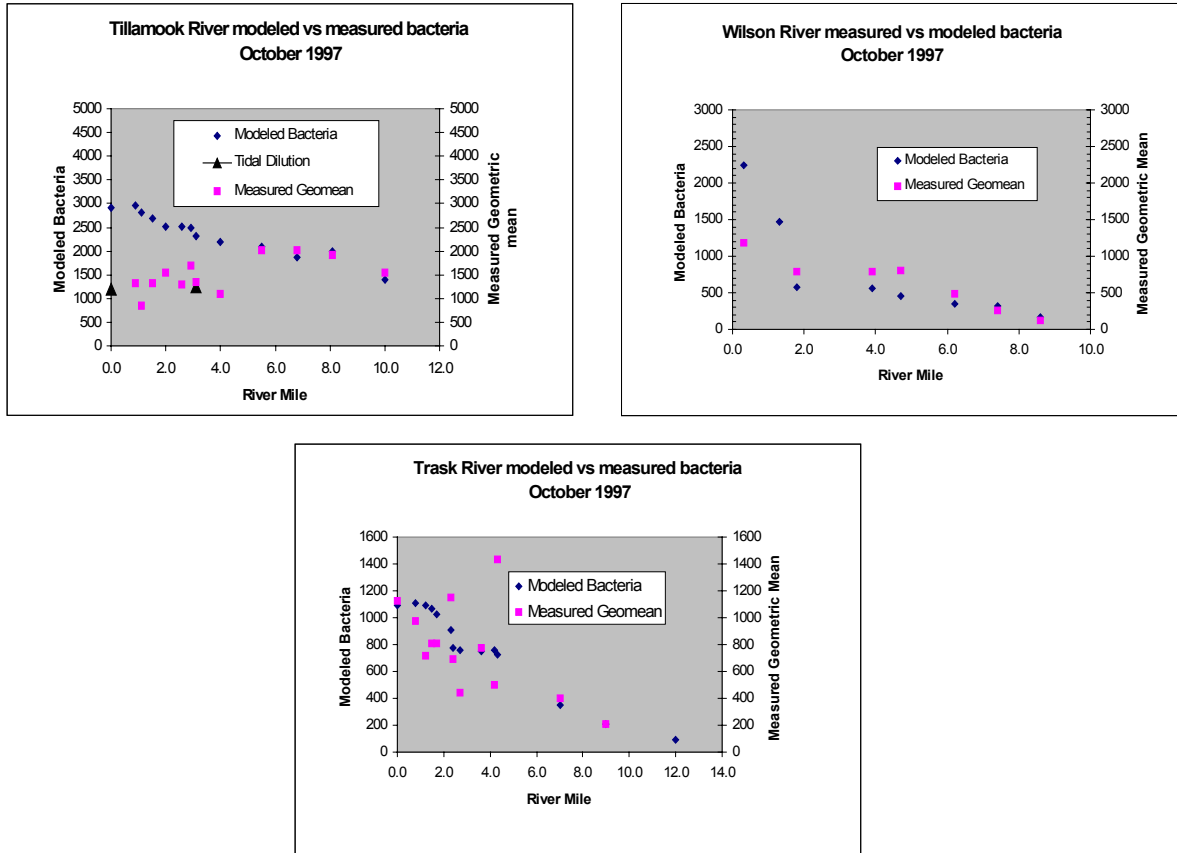 Tillamook River modeled vs measured bacteria
October 1997
5000
4500
4000
3500
3000
2500
2000
1500
1000
500
0
Modeled Bacteria
Modeled Bacteria
Tidal Dilution
Measured Geomean
5000
4500
4000
3500
3000
2500
2000
1500
1000
500
0
Measured Geometric
mean
0.0 2.0 4.0 6.0 8.0 10.0 12.0
River Mile
Wilson River measured vs modeled bacteria
October 1997
3000
2500
2000
1500
1000
500
0
Modeled Bacteria
Modeled Bacteria
Measured Geomean
3000
2500
2000
1500
1000
500
0
Measured Geometric Mean
0.0 2.0 4.0 6.0 8.0 10.0
River Mile
Trask River modeled vs measured bacteria
October 1997
1600
1400
1200
1000
800
600
400
200
0
Modeled Bacteria
Modeled Bacteria
Measured Geomean
1600
1400
1200
1000
800
600
400
200
0
Measured Geometric Mean
0.0 2.0 4.0 6.0 8.0 10.0 12.0 14.0
River Mile